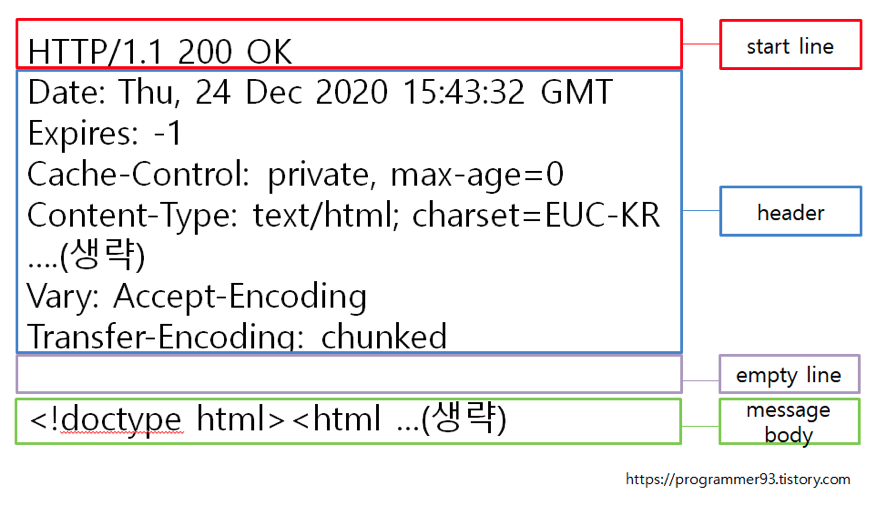 HTTP/1.1 200 OK
start line
Date: Thu, 24 Dec 2020 15:43:32 GMT
Expires: -1
Cache-Control: private, max-age=0
Content-Type: text/html; charset=EUC-KR
....(생략)
Vary: Accept-Encoding
Transfer-Encoding: chunked
header
empty line
<!doctype html><html ...(생략)
message
body
https://programmer93.tistory.com